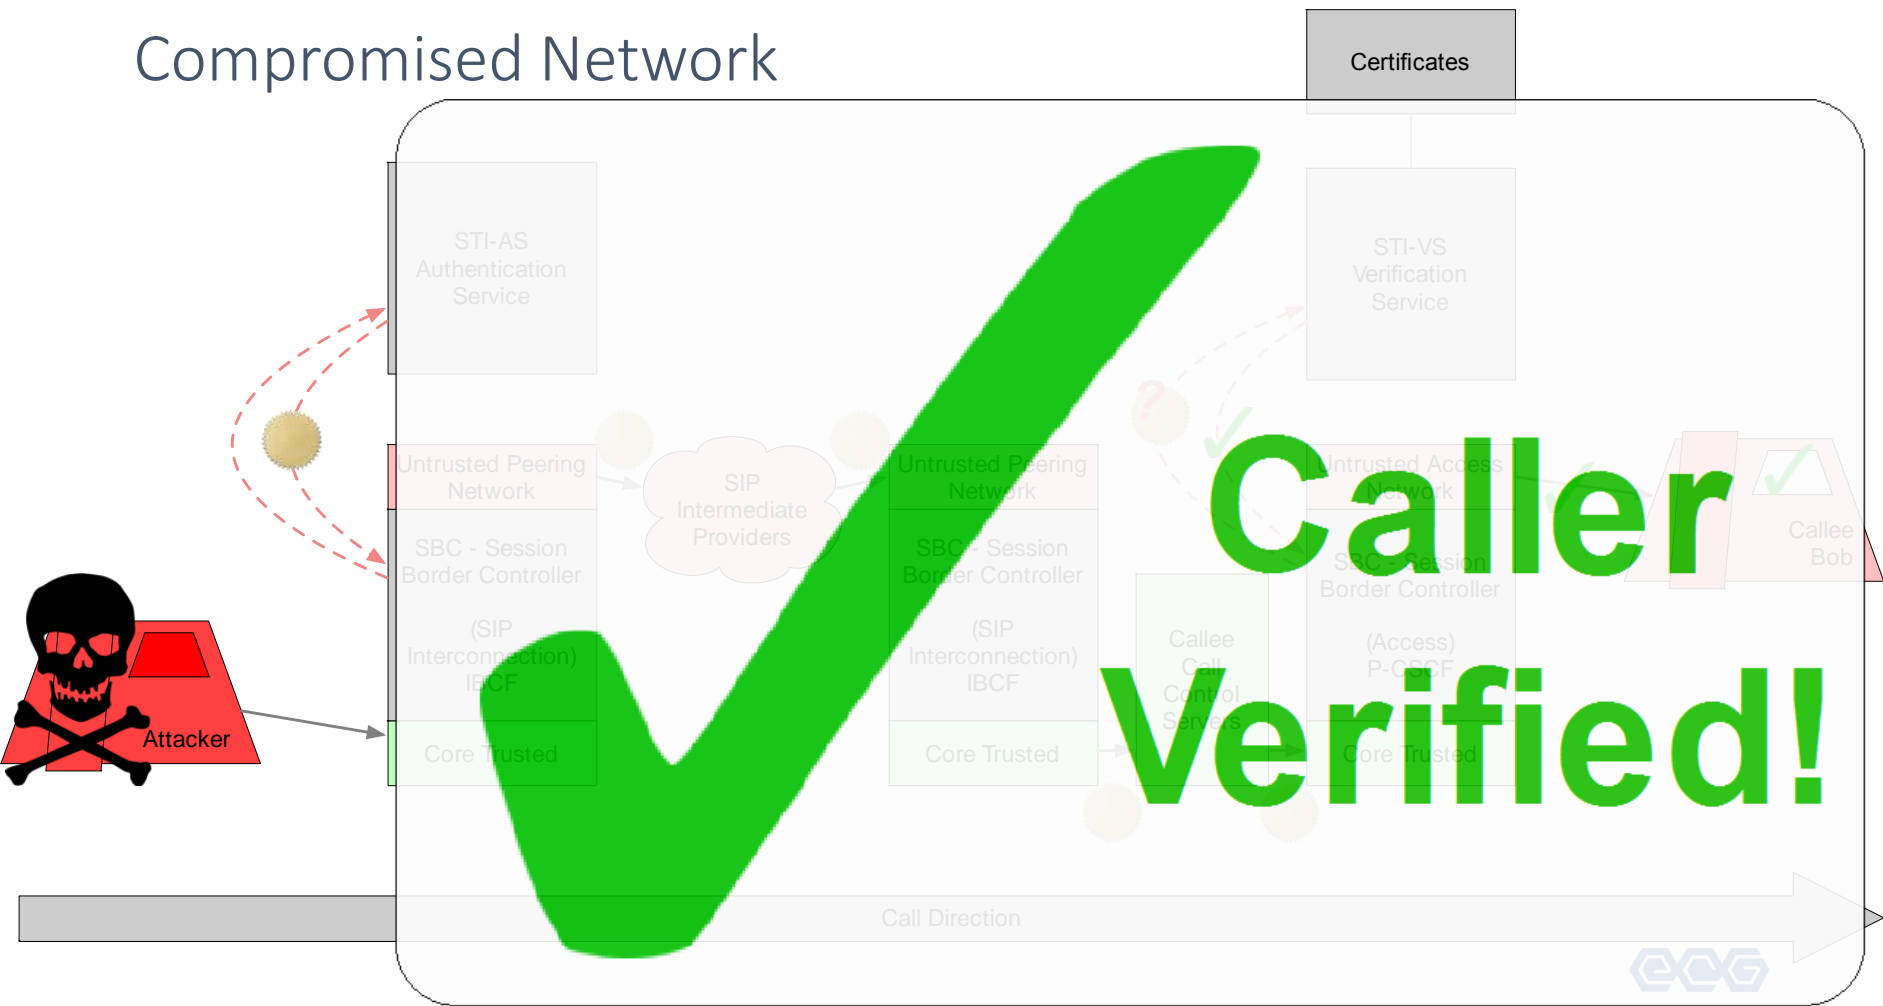 Compromised Network
Certificates
STI-AS
Authentication
Service
STI-VS
Verification
Service
?
Untrusted Peering
Network
SIP
Intermediate
Providers
Untrusted Peering
Network
Untrusted Access
Network
Caller
Verified!
Callee
Bob
SBC - Session
Border Controller
(SIP
Interconnection)
IBCF
SBC - Session
Border Controller
(SIP
Interconnection)
IBCF
Callee
Call
Control
Servers
SBC - Session
Border Controller
(Access)
P-CSCF
Attacker
Core Trusted
Core Trusted
Core Trusted
Call Direction
ECG